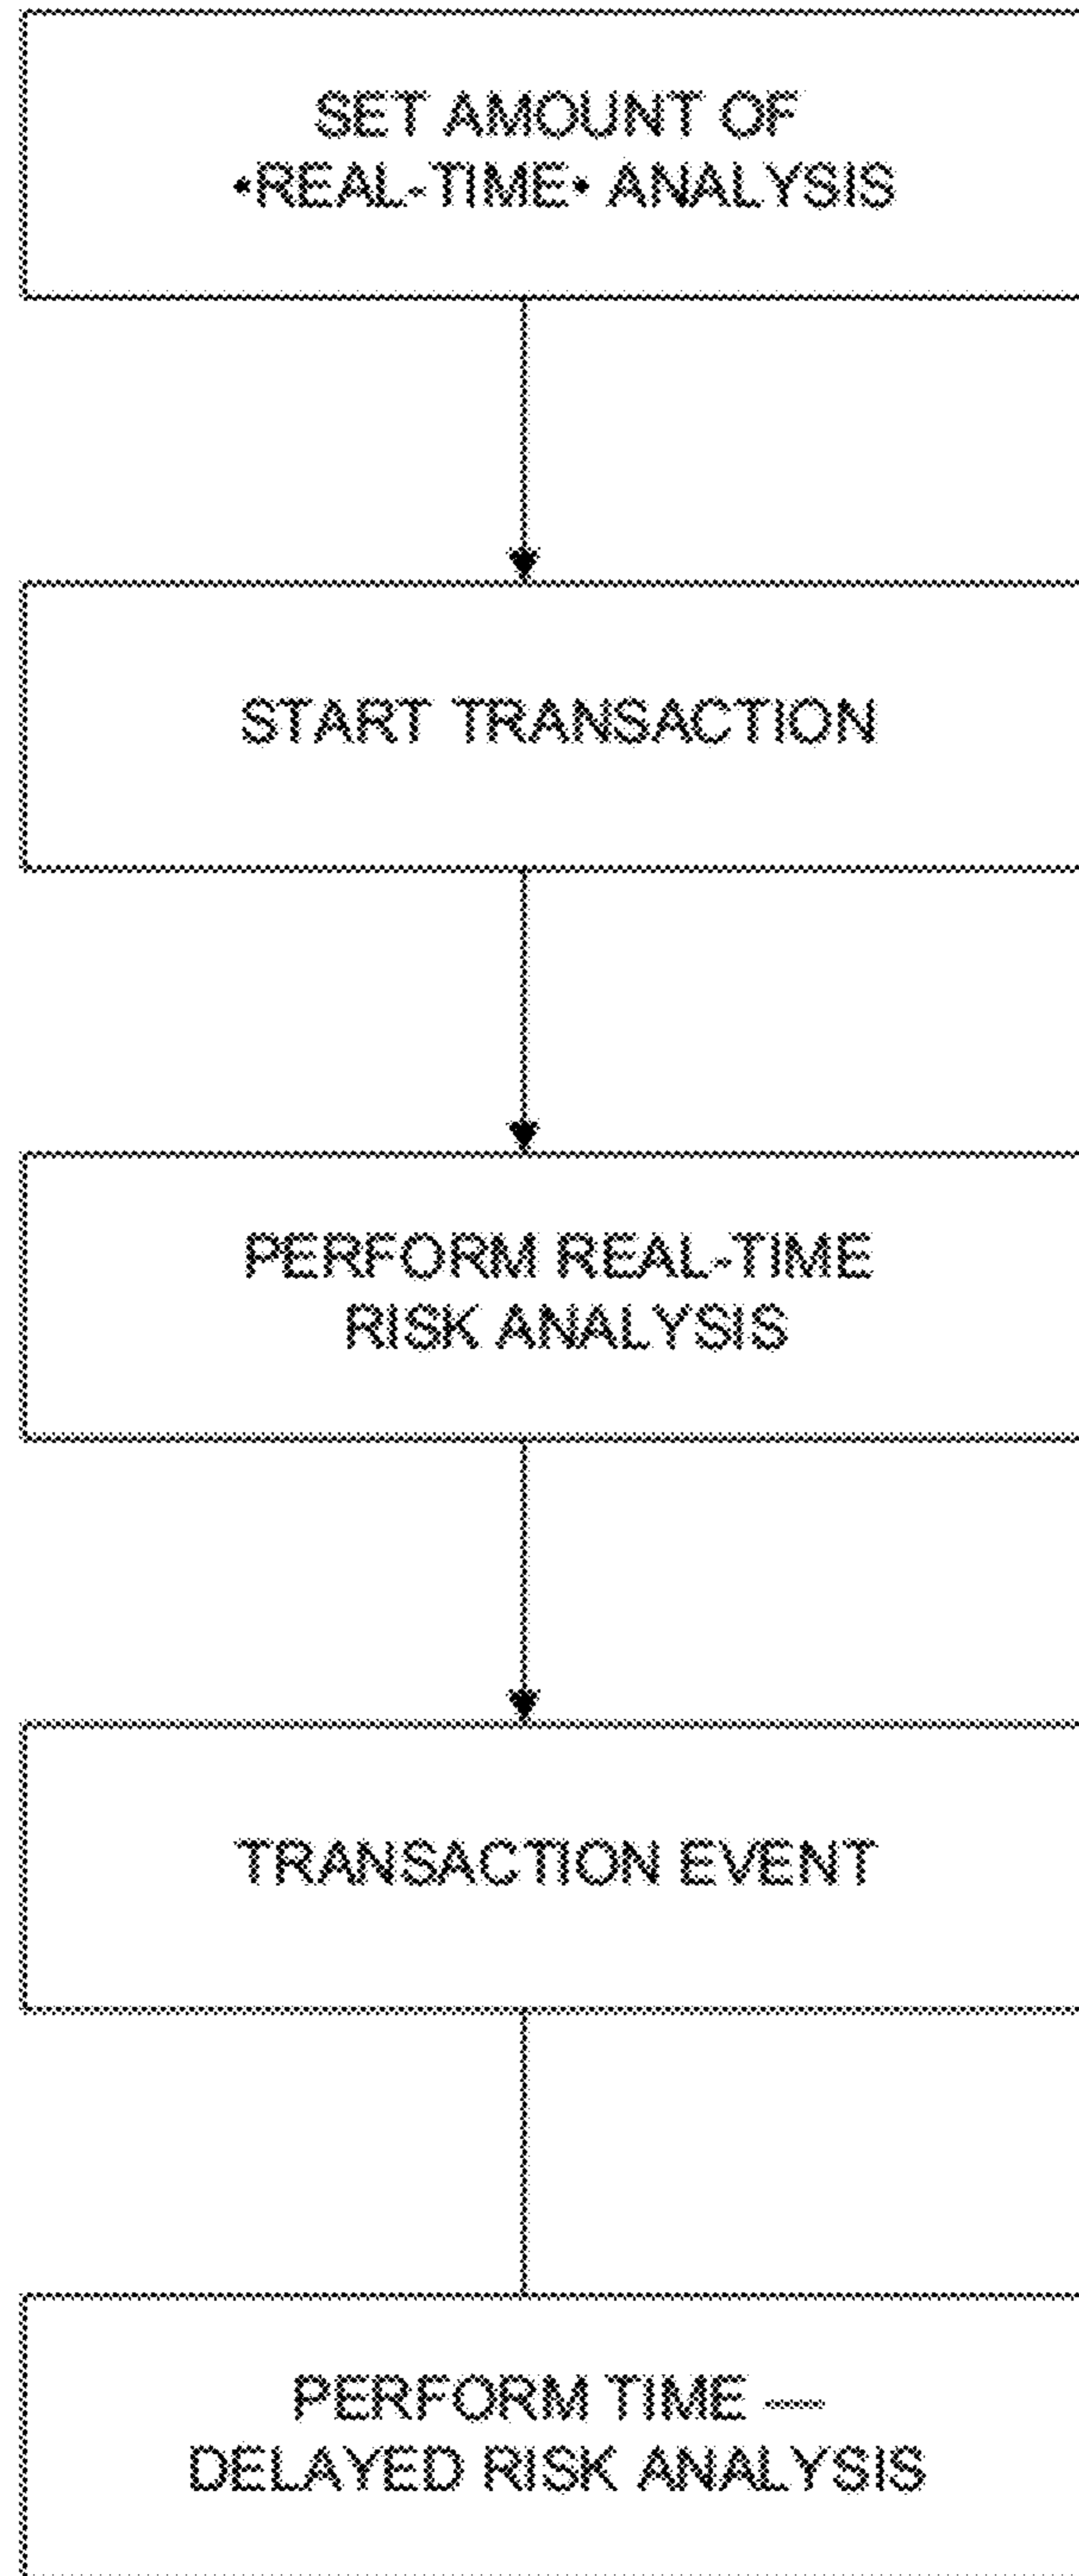 SET AMOUNT OF
•REAL-TIME• ANALYSIS
START TRANSACTION
PERFORM REAL-TIME
RISK ANALYSIS
TRANSACTION EVENT
PERFORM TIME —
DELAYED RISK ANALYSIS